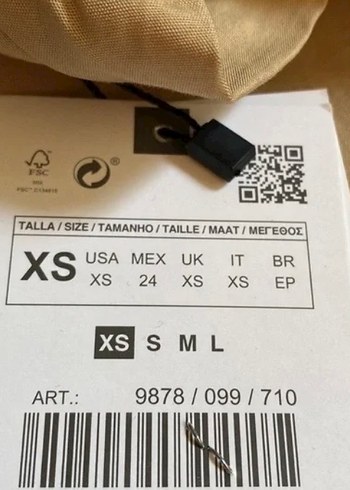 FSC
MIX
TALLA / SIZE / TAMANHO / TAILLE / MAAT / ΜΕΓΕΘΟΣ
XS USA MEX UK IT BR
XS 24 XS XS EP
XS S M L
ART.: 9878 / 099 / 710